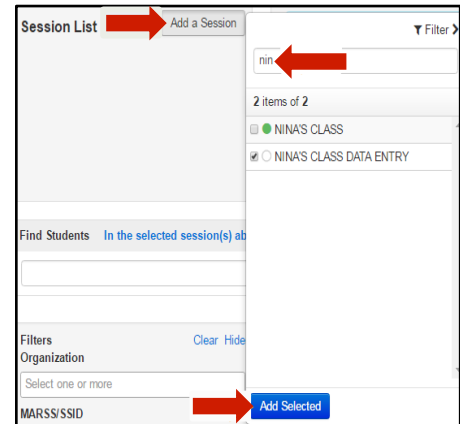 Session List
Add a Session
Filter
nin
2 items of 2
NINA'S CLASS
NINA'S CLASS DATA ENTRY
Find Students In the selected session(s) ab
Filters Clear Hide
Organization
Select one or more
MARSS/SSID
Add Selected